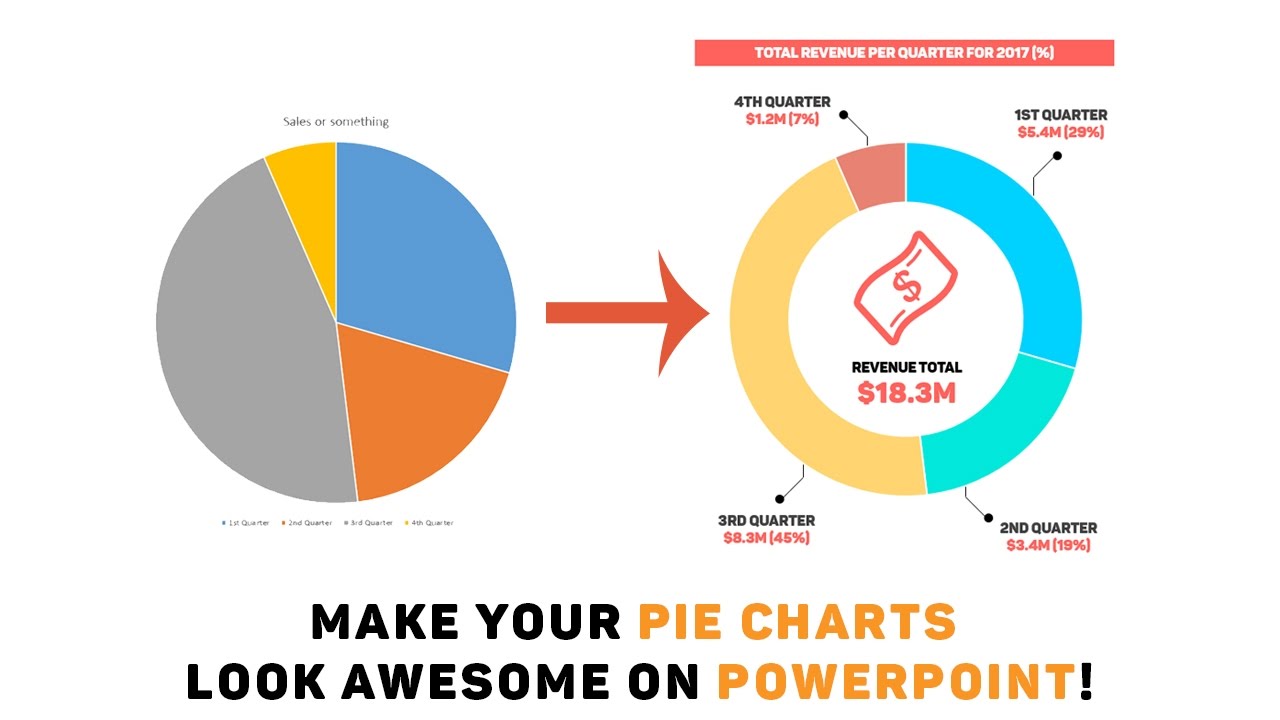 TOTAL REVENUE PER QUARTER FOR 2017 (%)
Sales or something
4TH QUARTER
$1.2M (7%)
1ST QUARTER
$5.4M (29%)
$
REVENUE TOTAL
$18.3M
3RD QUARTER
$8.3M (45%)
2ND QUARTER
$3.4M (19%)
1st Quarter 2nd Quarter 3rd Quarter 4th Quarter
MAKE YOUR PIE CHARTS
LOOK AWESOME ON POWERPOINT!